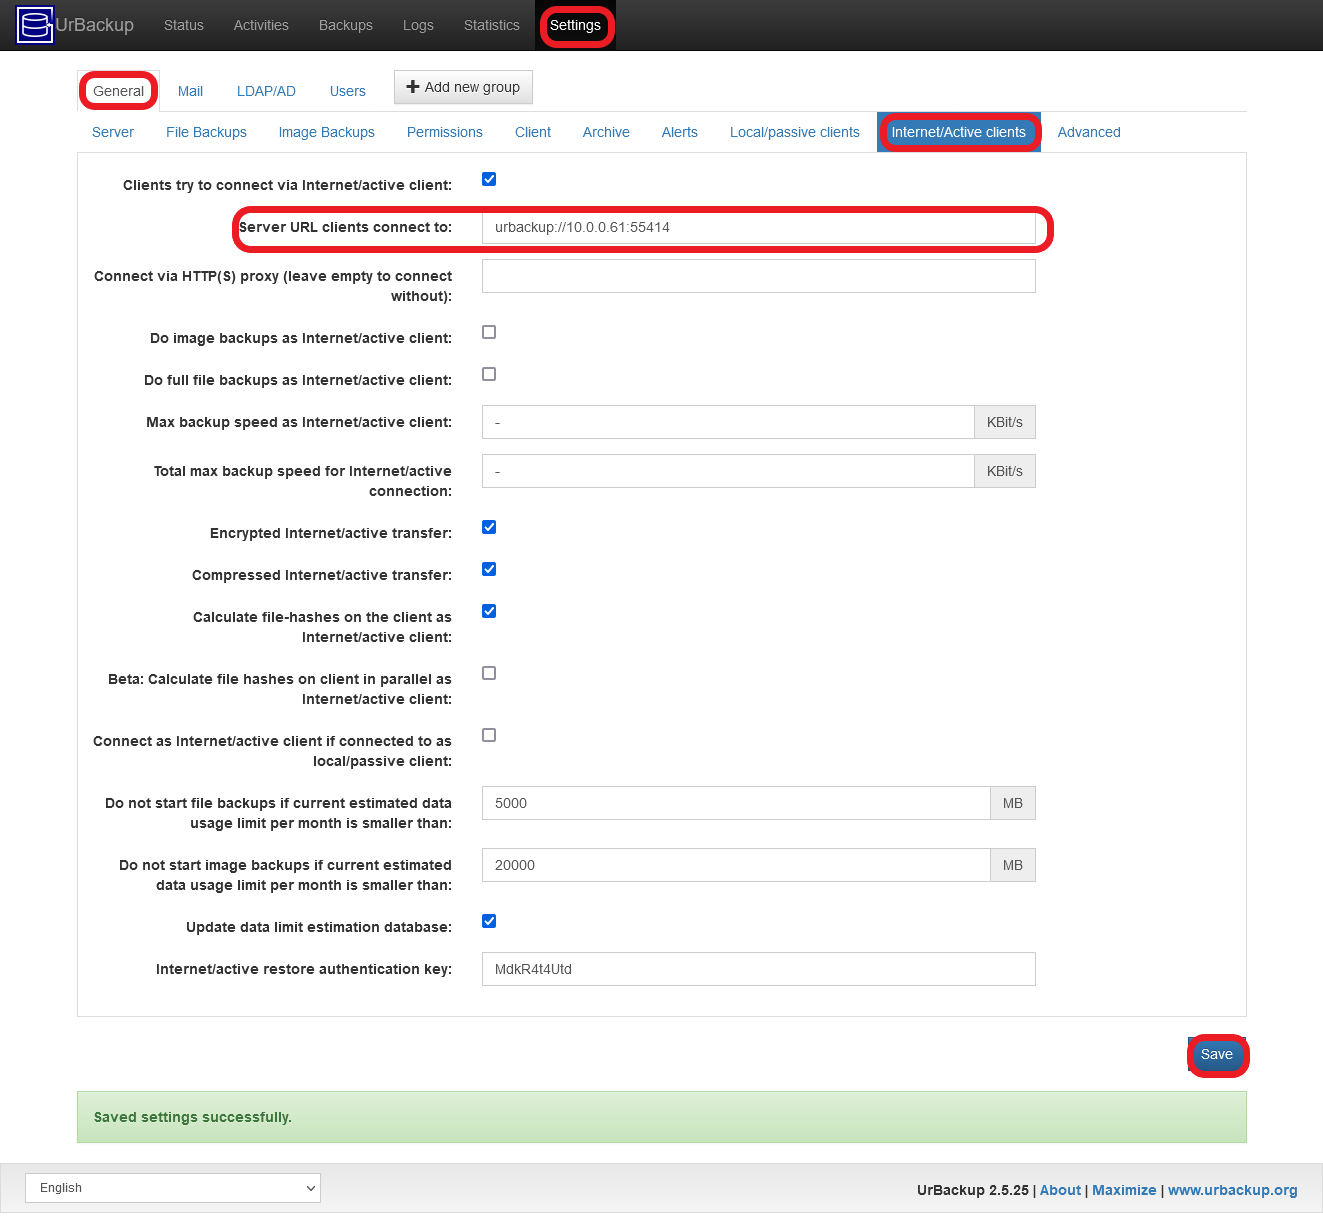 UrBackup Status Activities Backups Logs Statistics Settings
General Mail LDAP/AD Users Add new group
Server File Backups Image Backups Permissions Client Archive Alerts Local/passive clients Internet/Active clients Advanced
Clients try to connect via Internet/active client:
Server URL clients connect to: urbackup://10.0.0.61:55414
Connect via HTTP(S) proxy (leave empty to connect
without):
Do image backups as Internet/active client:
Do full file backups as Internet/active client:
Max backup speed as Internet/active client: - KBit/s
Total max backup speed for Internet/active - KBit/s
connection:
Encrypted Internet/active transfer:
Compressed Internet/active transfer:
Calculate file-hashes on the client as
Internet/active client:
Beta: Calculate file hashes on client in parallel as
Internet/active client:
Connect as Internet/active client if connected to as
local/passive client:
Do not start file backups if current estimated data 5000 MB
usage limit per month is smaller than:
Do not start image backups if current estimated 20000 MB
data usage limit per month is smaller than:
Update data limit estimation database:
Internet/active restore authentication key: MdkR4t4Utd
Save
Saved settings successfully.
English UrBackup 2.5.25 | About | Maximize | www.urbackup.org